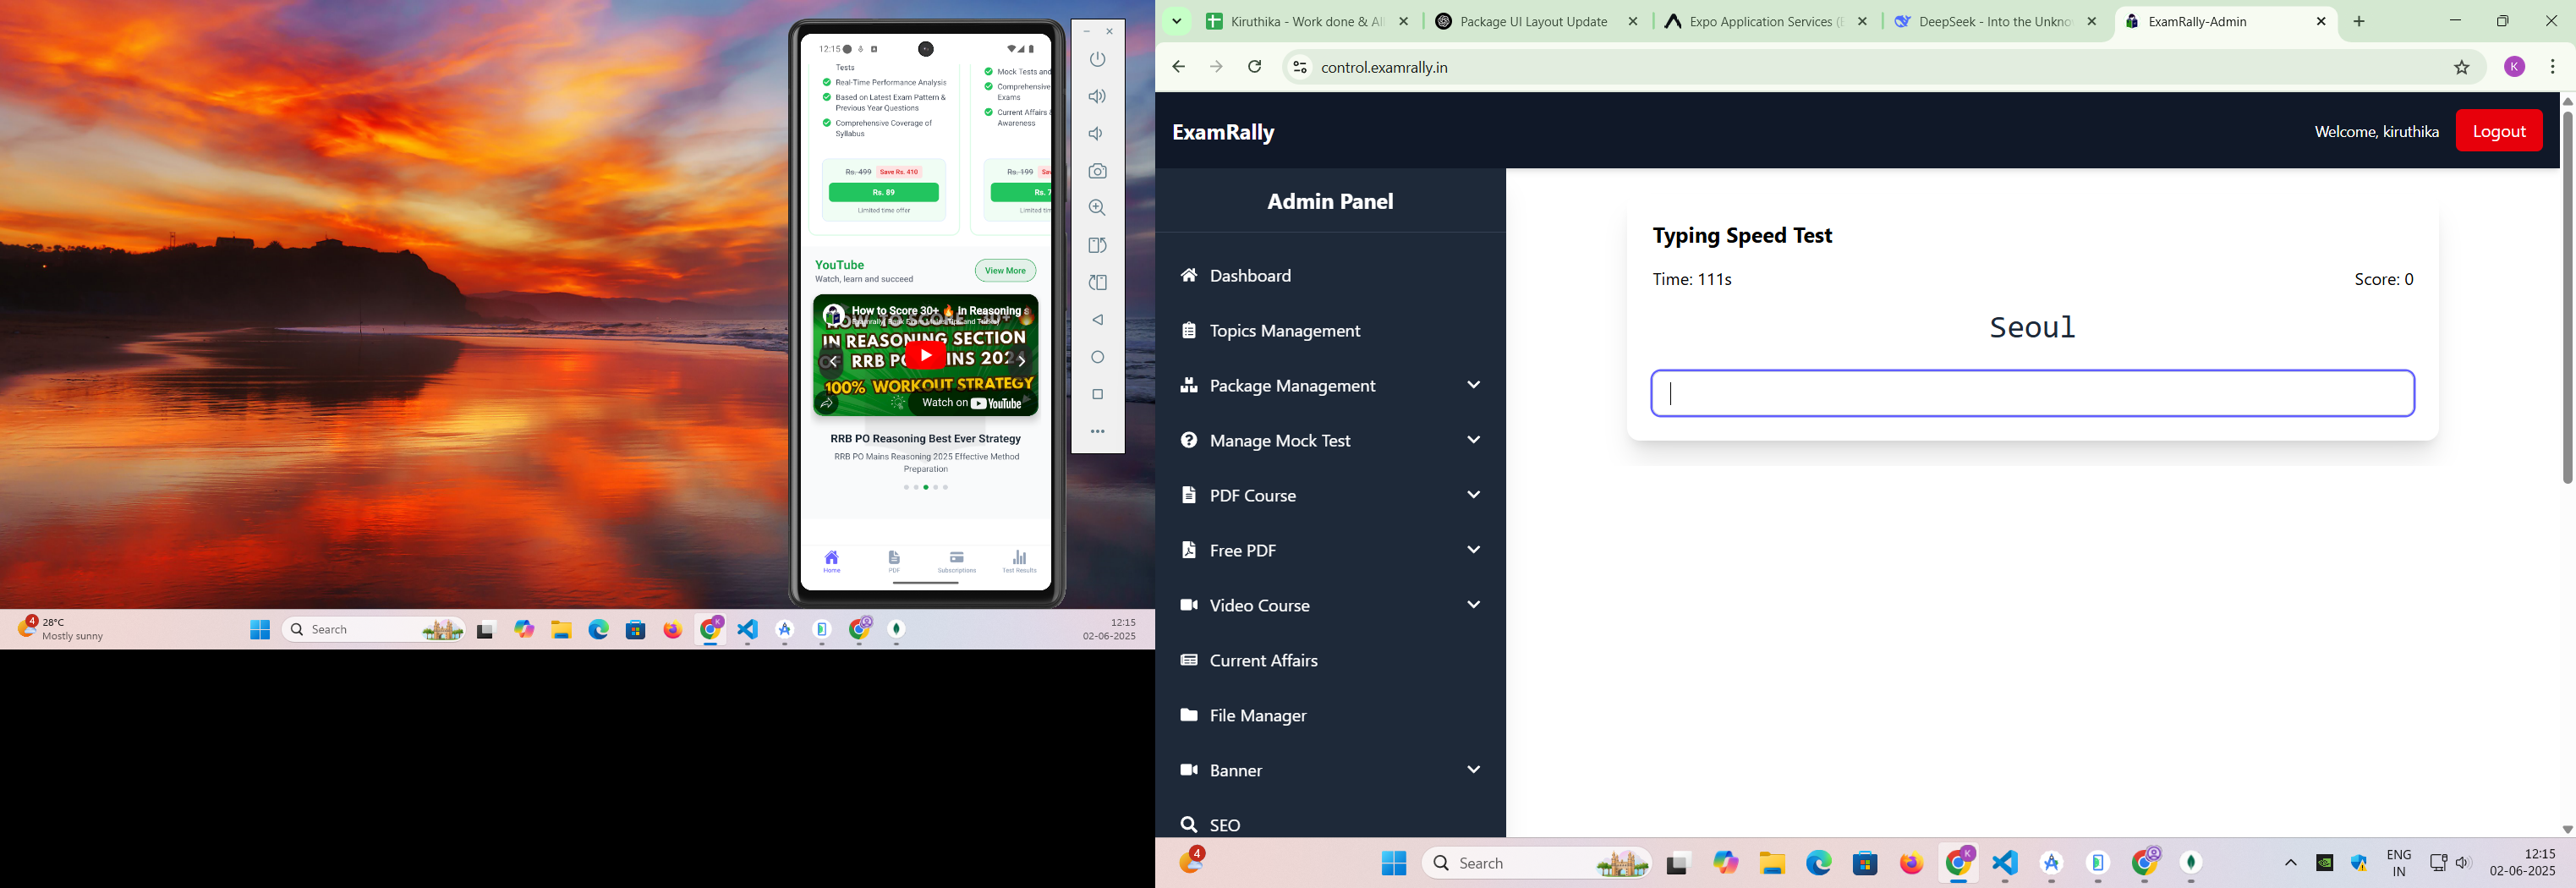 12:15
Tests
Real-Time Performance Analysis
Based on Latest Exam Pattern &
Previous Year Questions
Comprehensive Coverage of
Syllabus
Rs. 499 Save Rs. 410
Rs. 89
Limited time offer
Mock Tests and
Comprehensive
Exams
Current Affairs &
Awareness
Rs. 199
Rs. 7
YouTube
Watch, learn and succeed
View More
How to Score 30+ 🔥 In Reasoning s
IN REASONING SECTION
100% WORKOUT STRATEGY
Watch on YouTube
RRB PO Reasoning Best Ever Strategy
RRB PO Mains Reasoning 2025 Effective Method
Preparation
Home
PDF
Subscriptions
Test Results
4
28°C
Mostly sunny
Search
12:15
02-06-2025
Kiruthika - Work done & Al
Package UI Layout Update
Expo Application Services (
DeepSeek - Into the Unkno
ExamRally-Admin
control.examrally.in
K
ExamRally
Welcome, kiruthika
Logout
Admin Panel
Dashboard
Topics Management
Package Management
Manage Mock Test
PDF Course
Free PDF
Video Course
Current Affairs
File Manager
Banner
SEO
Typing Speed Test
Time: 111s
Score: 0
Seoul
4
Search
ENG
IN
12:15
02-06-2025